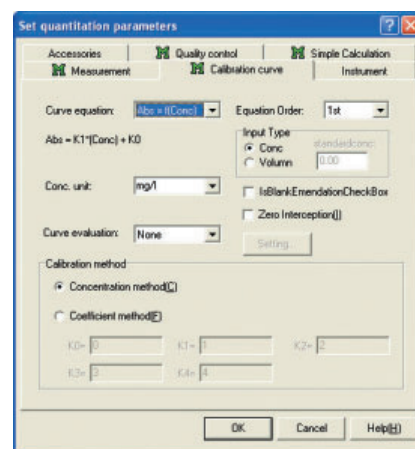 Set quantitation parameters
Accessories
Quality control
Simple Calculation
Measurement
Calibration curve
Instrument
Curve equation: Abs = f(Conc)
Equation Order: 1st
Abs = K1*(Conc) + K0
Input Type
Conc
standardconc
Volumn
0.00
Conc. unit: mg/l
IsBlankEmendationCheckBox
Zero Interception(I)
Curve evaluation: None
Setting...
Calibration method
Concentration method(C)
Coefficient method(E)
K0= 0 K1= 1 K2= 2
K3= 3 K4= 4
OK Cancel Help(H)